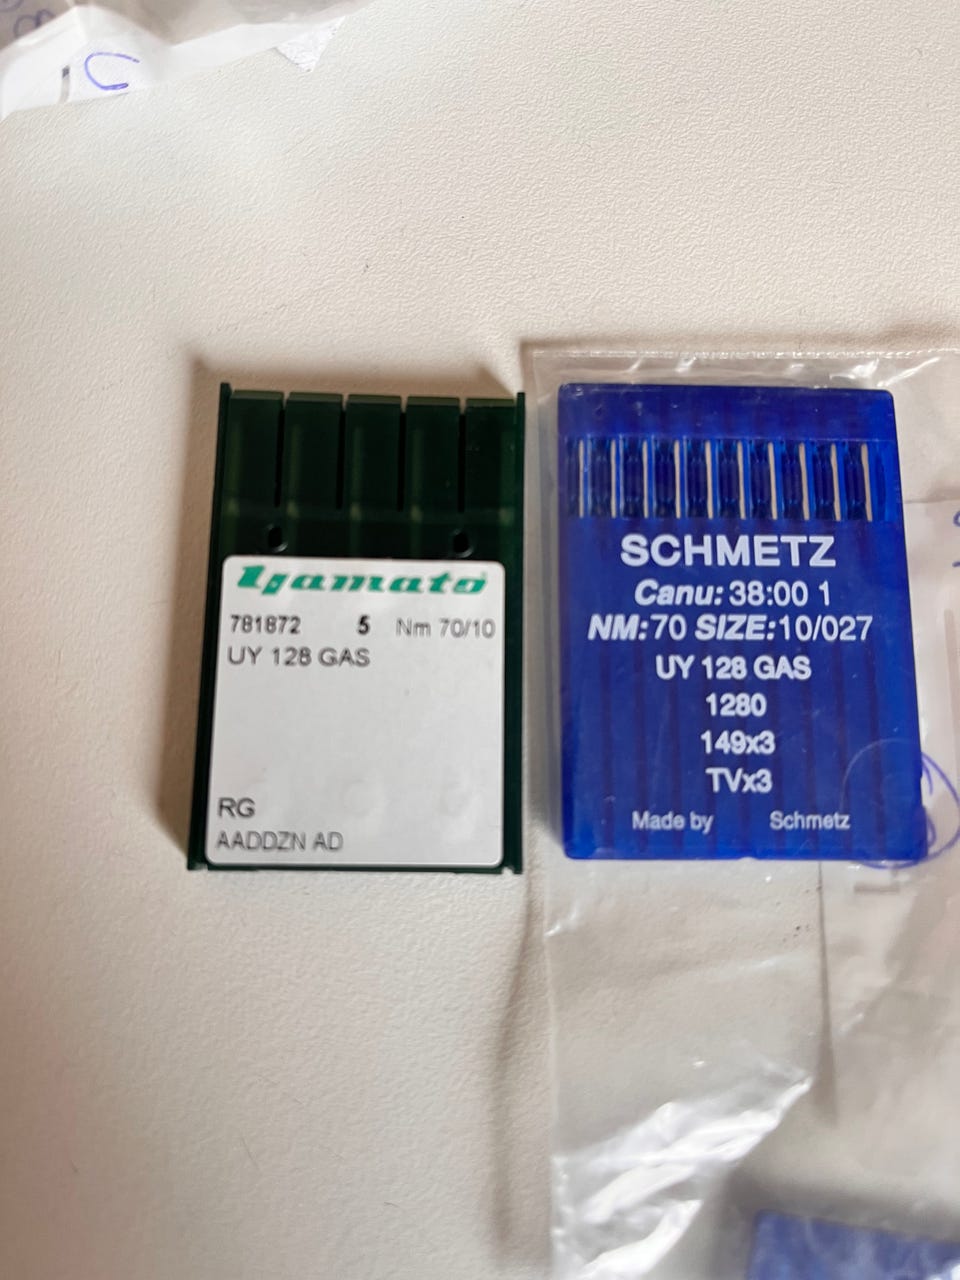 Yamato
781872 5 Nm 70/10
UY 128 GAS
RG
AADDZN AD
SCHMETZ
Canu: 38:00 1
NM:70 SIZE:10/027
UY 128 GAS
1280
149x3
TVx3
Made by Schmetz